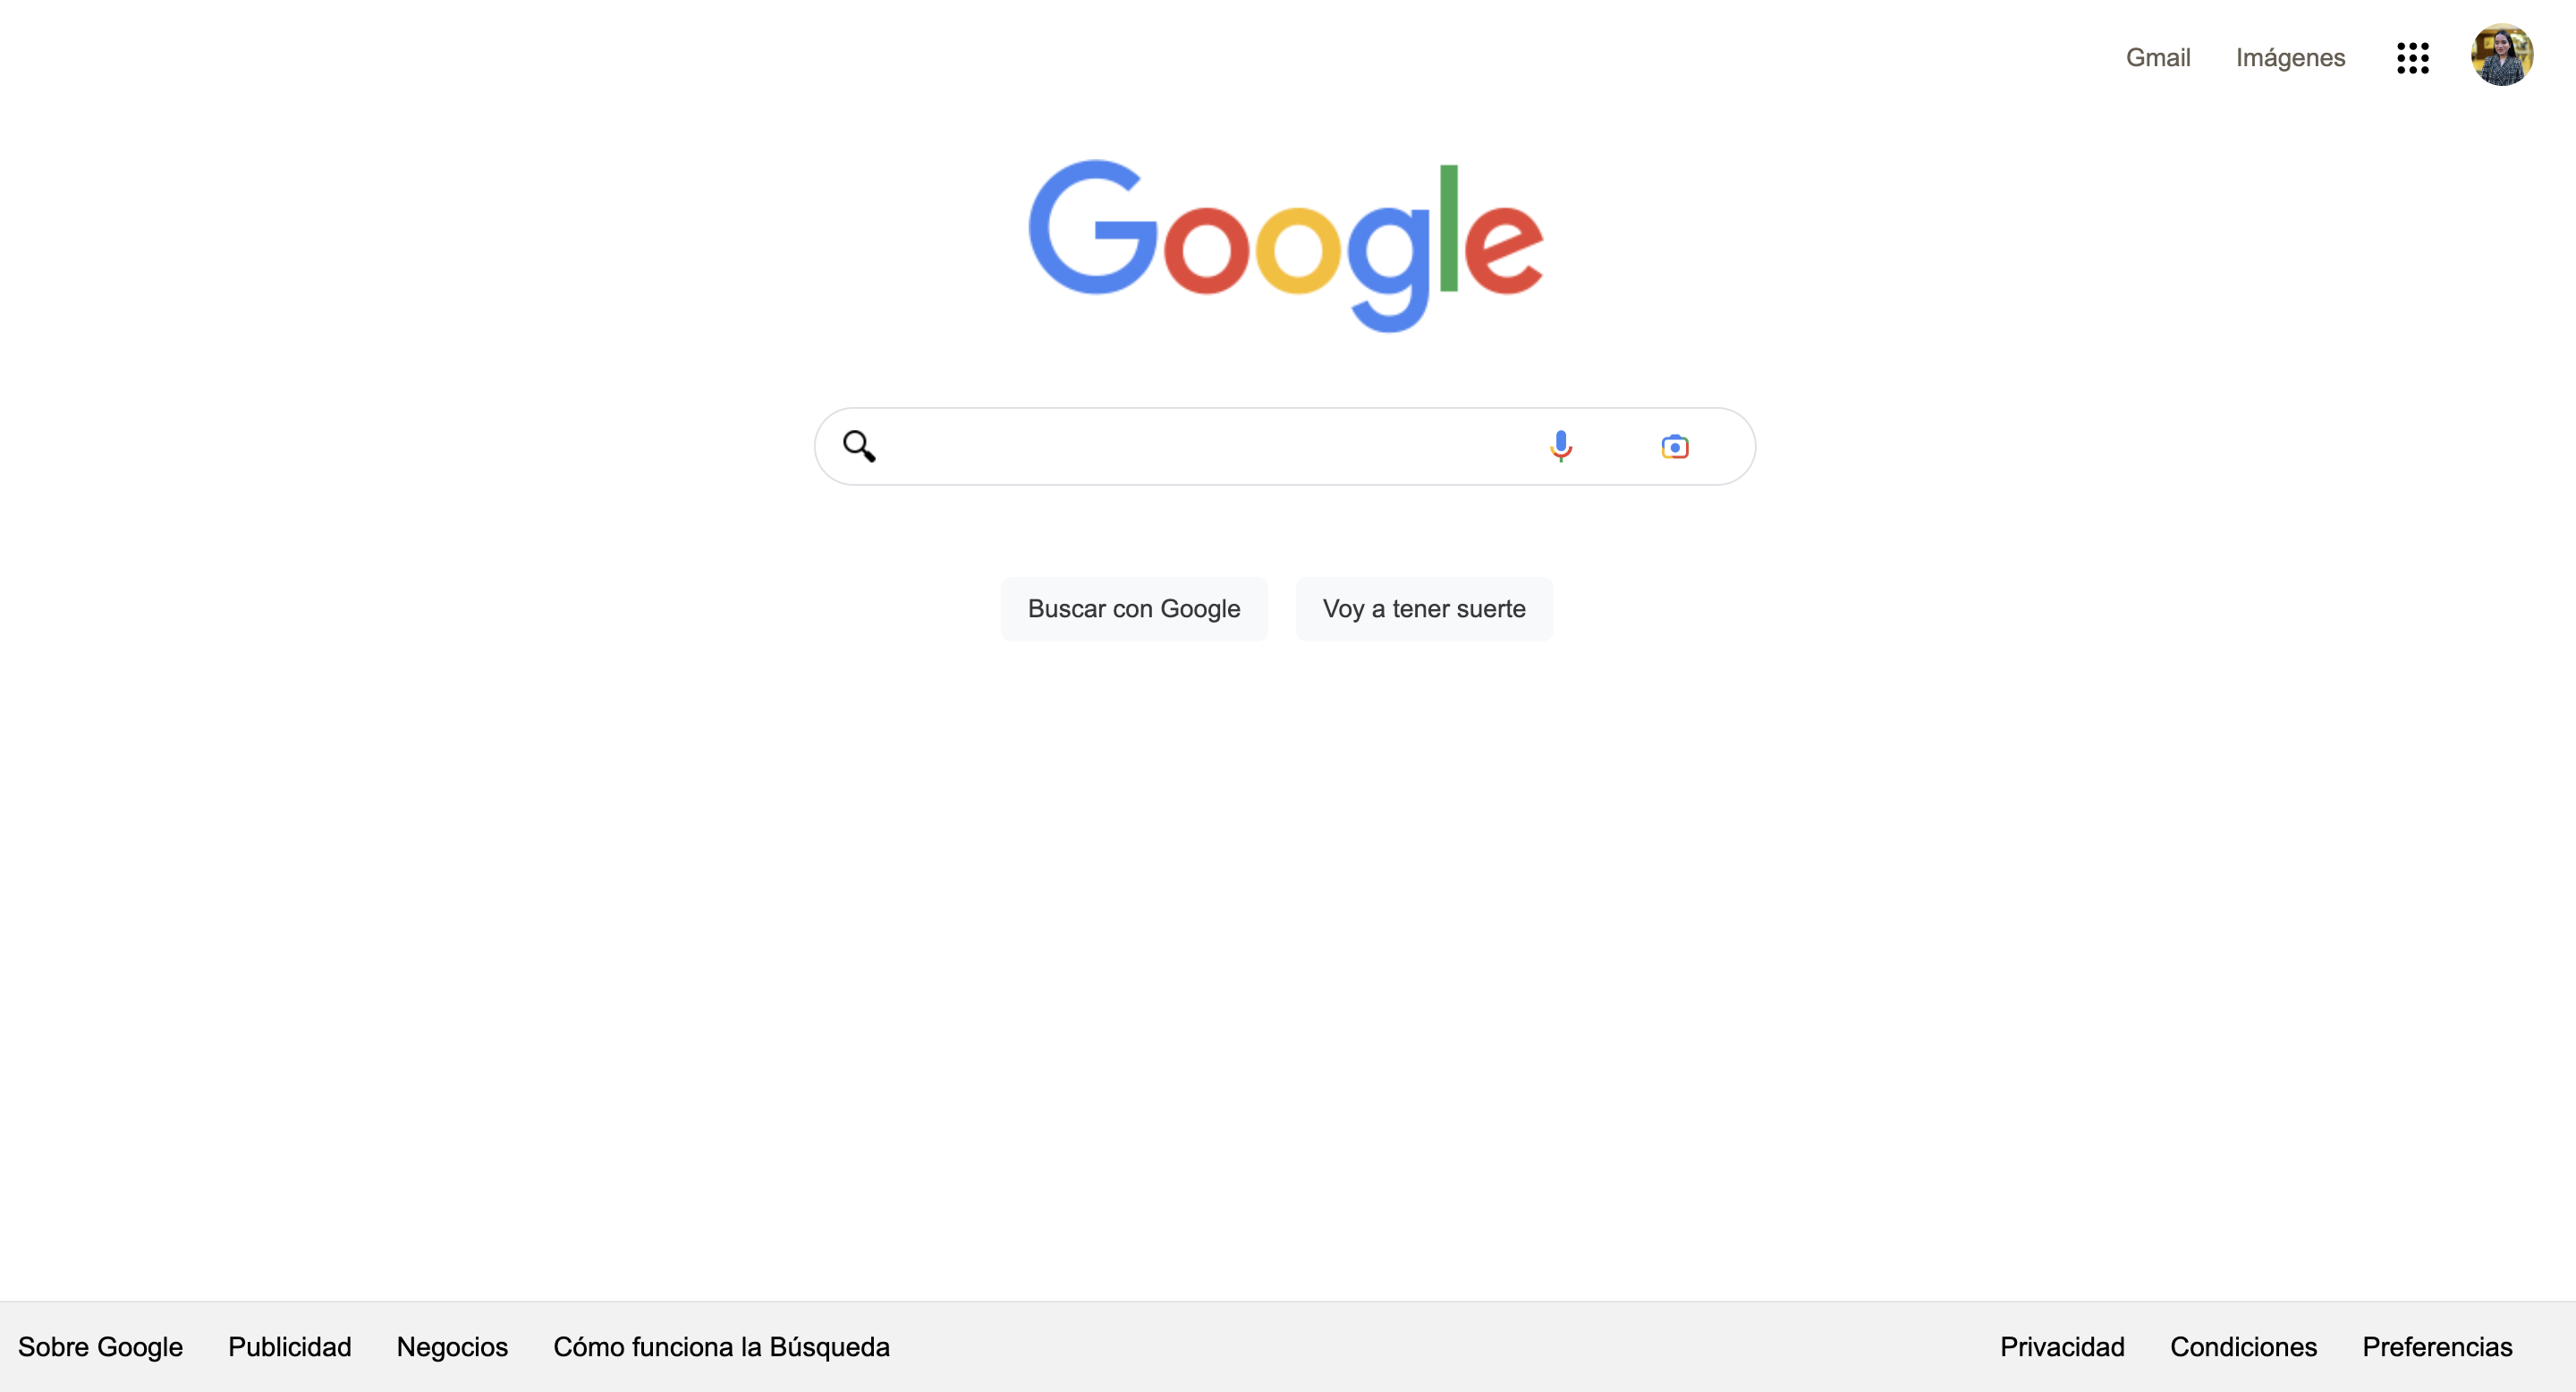 Gmail Imágenes
Google
Buscar con Google Voy a tener suerte
Sobre Google Publicidad Negocios Cómo funciona la Búsqueda Privacidad Condiciones Preferencias